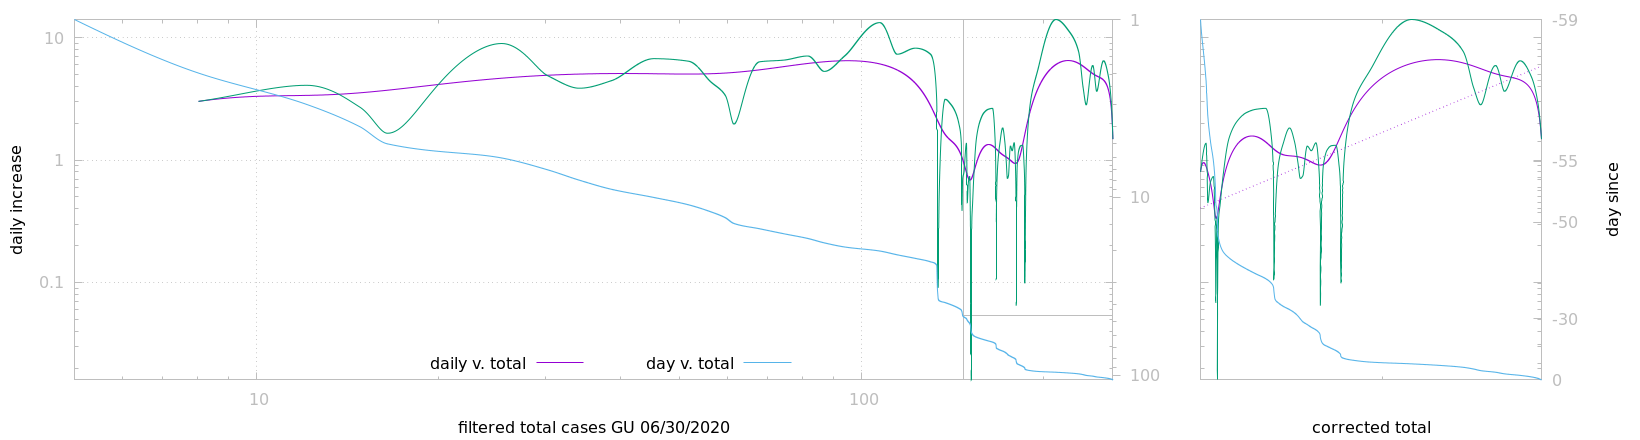 10
1
0.1
daily increase
10
100
filtered total cases GU 06/30/2020
daily v. total
day v. total
1
10
100
-59
-55
-50
-30
0
day since
corrected total